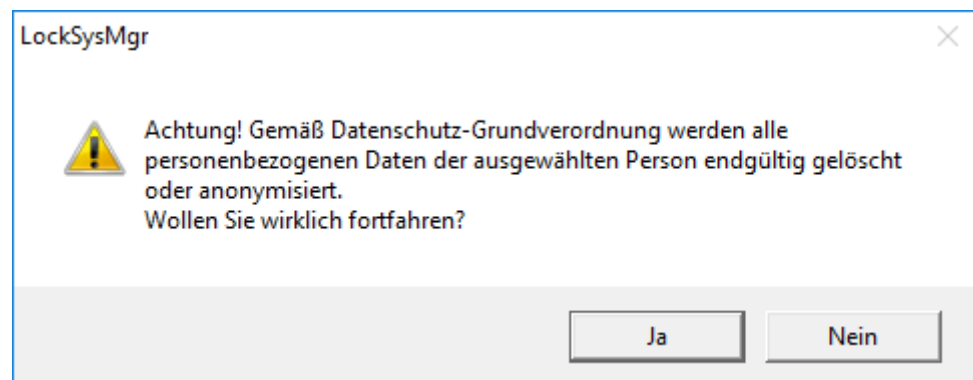 LockSysMgr
Achtung! Gemäß Datenschutz-Grundverordnung werden alle
personenbezogenen Daten der ausgewählten Person endgültig gelöscht
oder anonymisiert.
Wollen Sie wirklich fortfahren?
Ja
Nein